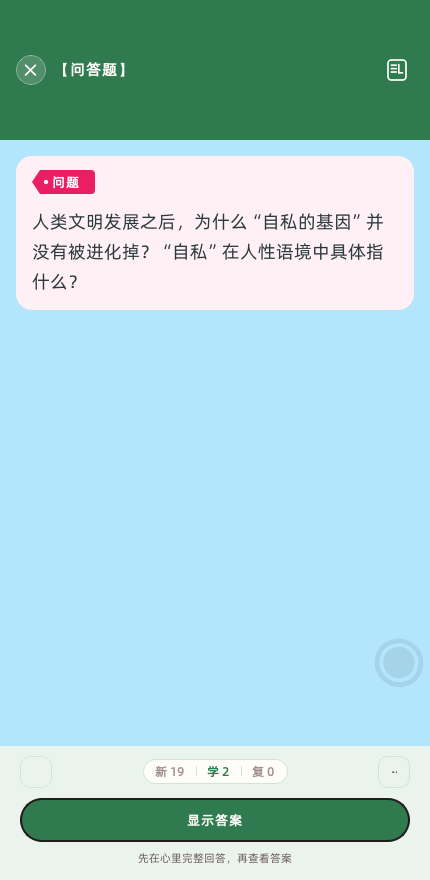 【问答题】
问题
人类文明发展之后，为什么“自私的基因”并
没有被进化掉？“自私”在人性语境中具体指
什么？
新 19 学 2 复 0
显示答案
先在心里完整回答，再查看答案